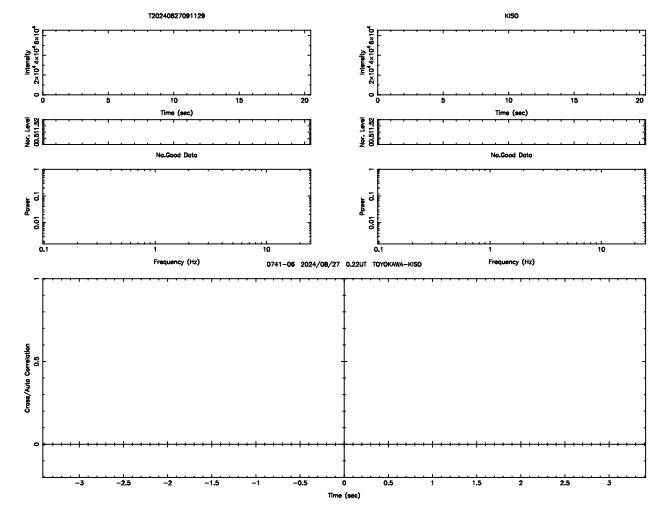 T20240827091129 KISO
Intensity 0 2×10⁴ 4×10⁴ 6×10⁴ Intensity 0 2×10⁴ 4×10⁴ 6×10⁴
0 5 10 15 20 0 5 10 15 20
Time (sec) Time (sec)
Nor. Level 00.511.52 Nor. Level 00.511.52
No.Good Data No.Good Data
Power 0.01 0.1 1 Power 0.01 0.1 1
0.1 1 10 0.1 1 10
Frequency (Hz) Frequency (Hz)
0741-06 2024/08/27 0.22UT TOYOKAWA-KISO
Cross/Auto Correlation 0 0.5 1
-3 -2.5 -2 -1.5 -1 -0.5 0 0.5 1 1.5 2 2.5 3
Time (sec)